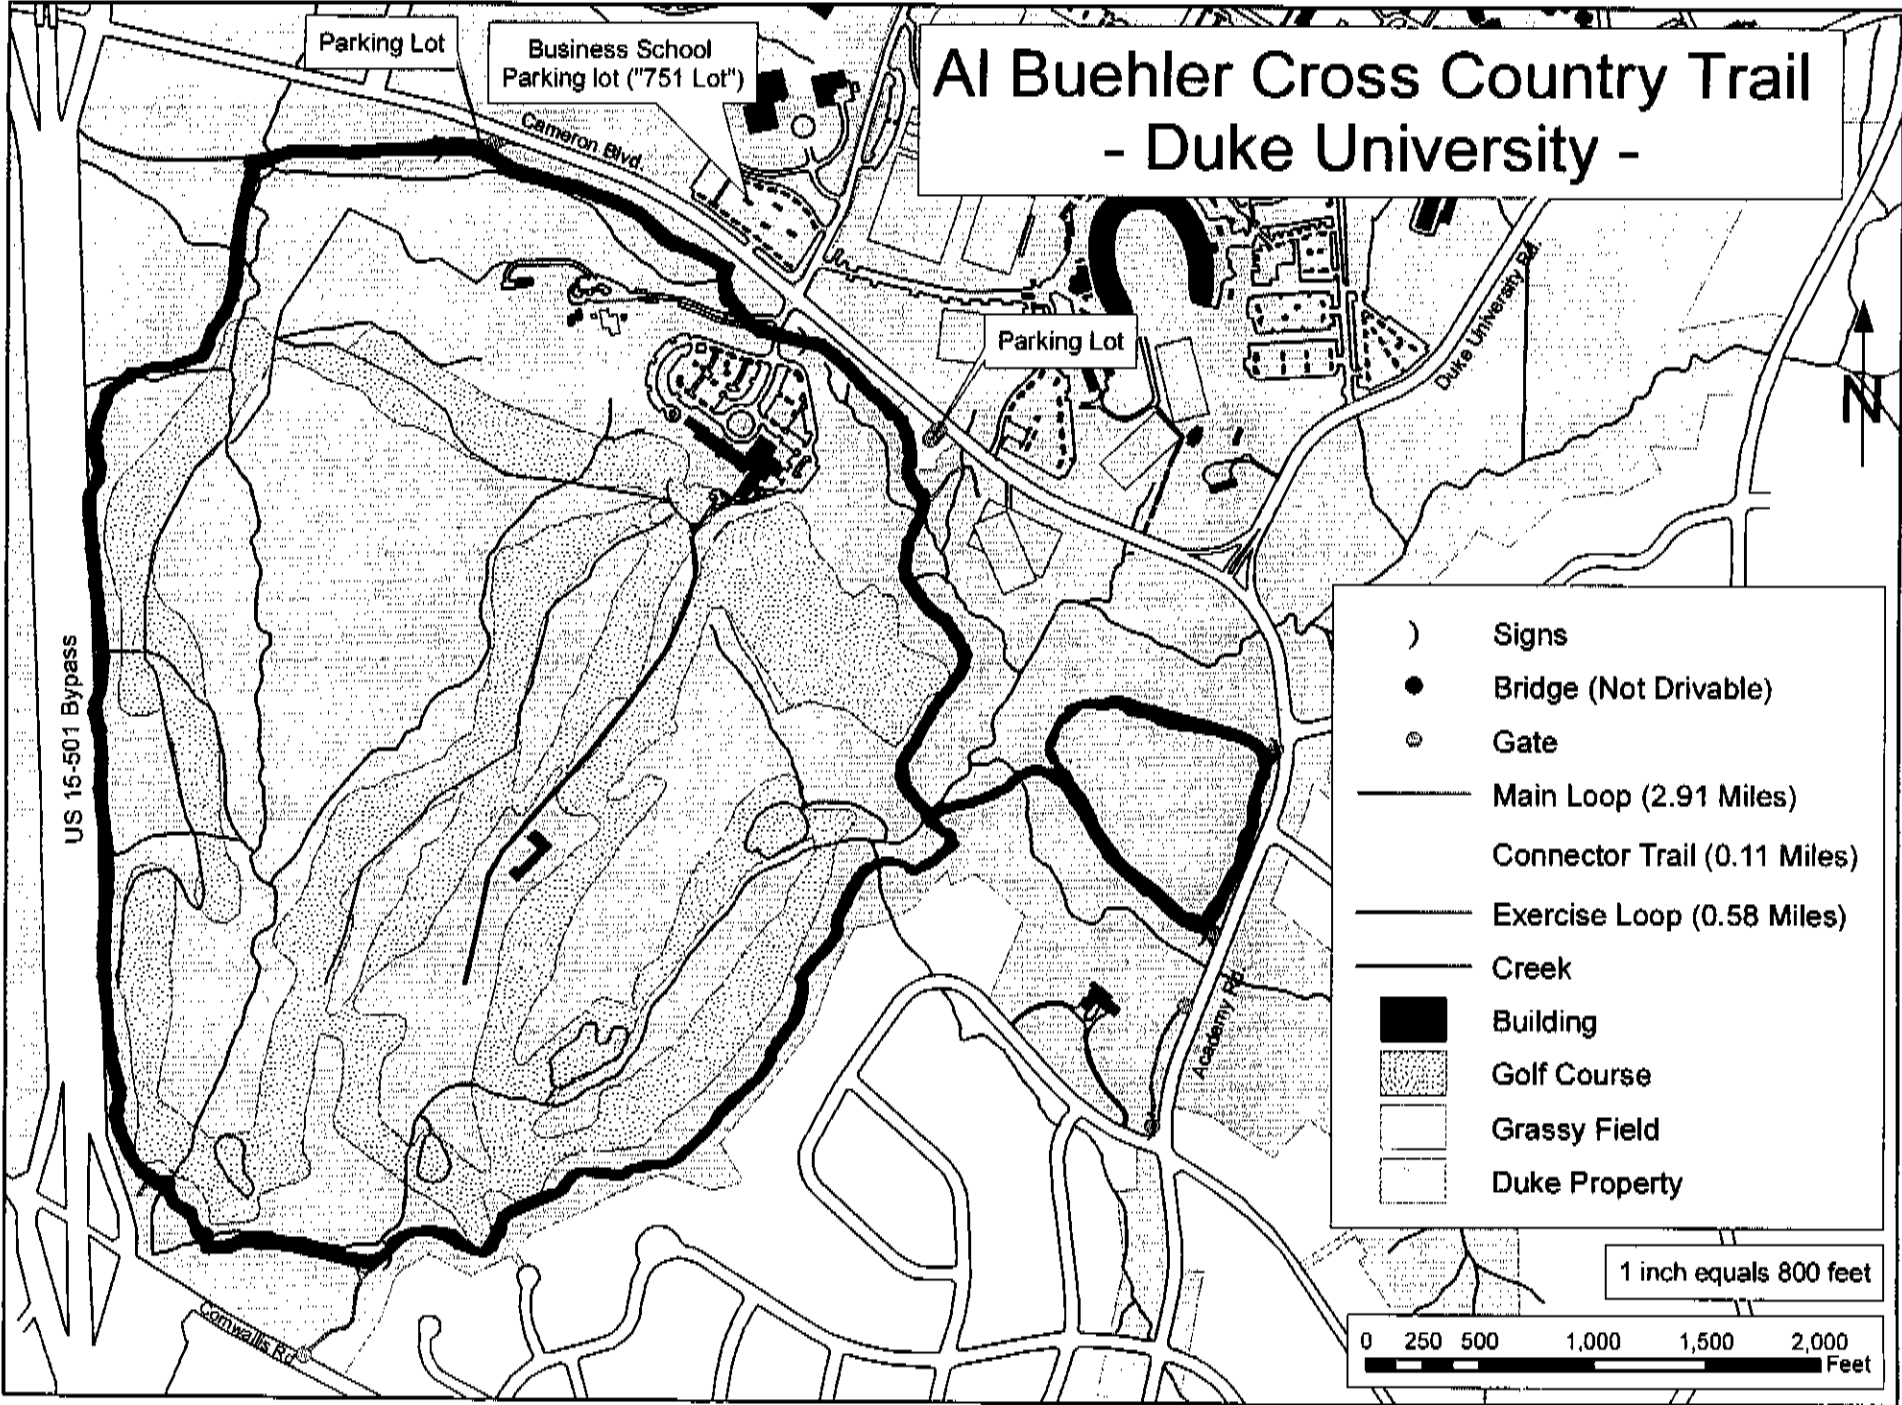 Al Buehler Cross Country Trail
- Duke University -
Parking Lot
Business School
Parking lot ("751 Lot")
Cameron Blvd
Parking Lot
Duke University Rd.
N
US 15-501 Bypass
Academy Rd
Cornwallis Rd
Signs
Bridge (Not Drivable)
Gate
Main Loop (2.91 Miles)
Connector Trail (0.11 Miles)
Exercise Loop (0.58 Miles)
Creek
Building
Golf Course
Grassy Field
Duke Property
1 inch equals 800 feet
0 250 500 1,000 1,500 2,000
Feet